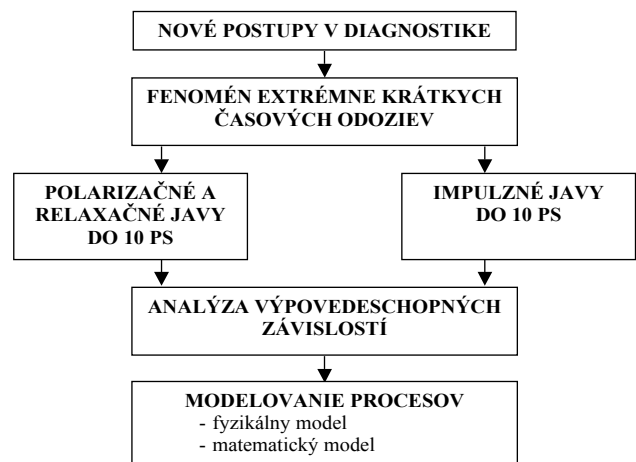 NOVÉ POSTUPY V DIAGNOSTIKE
FENOMÉN EXTRÉMNE KRÁTKYCH
ČASOVÝCH ODOZIEV
POLARIZAČNÉ A
RELAXAČNÉ JAVY
DO 10 PS
IMPULZNÉ JAVY
DO 10 PS
ANALÝZA VÝPOVEDESCHOPNÝCH
ZÁVISLOSTÍ
MODELOVANIE PROCESOV
- fyzikálny model
- matematický model